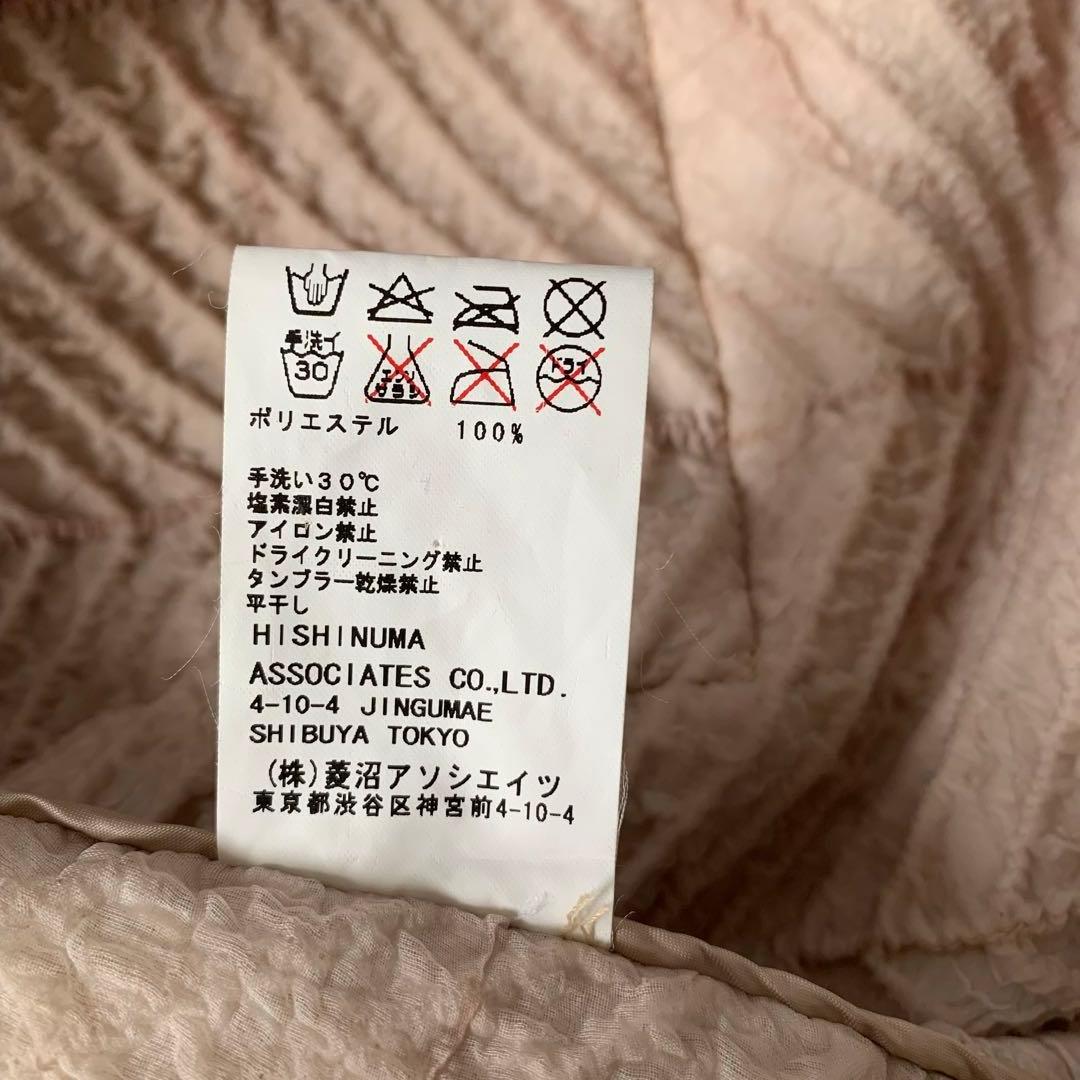 手洗イ
30
エンソ
サラシ
ドライ
ポリエステル 100%
手洗い30℃
塩素漂白禁止
アイロン禁止
ドライクリーニング禁止
タンブラー乾燥禁止
平干し
HISHINUMA
ASSOCIATES CO.,LTD.
4-10-4 JINGUMAE
SHIBUYA TOKYO
(株)菱沼アソシエイツ
東京都渋谷区神宮前4-10-4